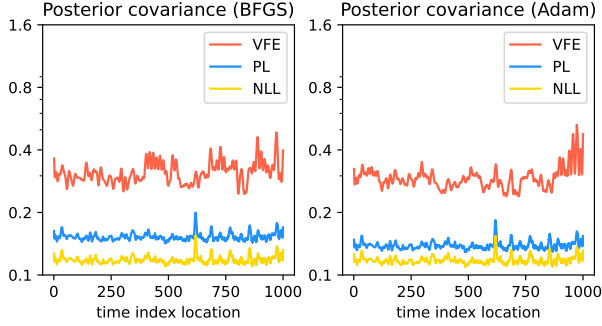 Posterior covariance (BFGS)
1.6
0.8
0.4
0.2
0.1
VFE
PL
NLL
0 250 500 750 1000
time index location
Posterior covariance (Adam)
1.6
0.8
0.4
0.2
0.1
VFE
PL
NLL
0 250 500 750 1000
time index location